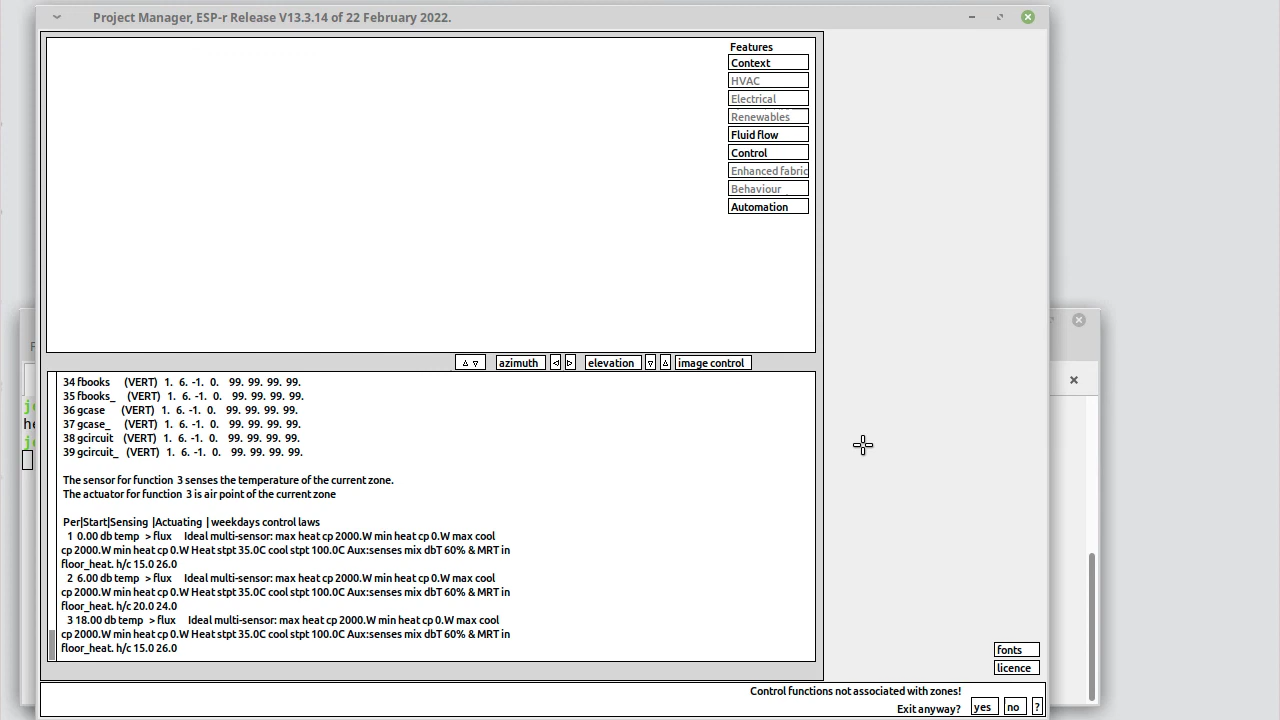 Project Manager, ESP-r Release V13.3.14 of 22 February 2022.
Features
Context
HVAC
Electrical
Renewables
Fluid flow
Control
Enhanced fabric
Behaviour
Automation
azimuth
elevation
image control
34 fbooks (VERT) 1. 6. -1. 0. 99. 99. 99. 99.
35 fbooks_ (VERT) 1. 6. -1. 0. 99. 99. 99. 99.
36 gcase (VERT) 1. 6. -1. 0. 99. 99. 99. 99.
37 gcase_ (VERT) 1. 6. -1. 0. 99. 99. 99. 99.
38 gcircuit (VERT) 1. 6. -1. 0. 99. 99. 99. 99.
39 gcircuit_ (VERT) 1. 6. -1. 0. 99. 99. 99. 99.
The sensor for function 3 senses the temperature of the current zone.
The actuator for function 3 is air point of the current zone
Per|Start|Sensing |Actuating | weekdays control laws
1 0.00 db temp > flux Ideal multi-sensor: max heat cp 2000.W min heat cp 0.W max cool
cp 2000.W min heat cp 0.W Heat stpt 35.0C cool stpt 100.0C Aux:senses mix dbT 60% & MRT in
floor_heat. h/c 15.0 26.0
2 6.00 db temp > flux Ideal multi-sensor: max heat cp 2000.W min heat cp 0.W max cool
cp 2000.W min heat cp 0.W Heat stpt 35.0C cool stpt 100.0C Aux:senses mix dbT 60% & MRT in
floor_heat. h/c 20.0 24.0
3 18.00 db temp > flux Ideal multi-sensor: max heat cp 2000.W min heat cp 0.W max cool
cp 2000.W min heat cp 0.W Heat stpt 35.0C cool stpt 100.0C Aux:senses mix dbT 60% & MRT in
floor_heat. h/c 15.0 26.0
fonts
licence
Control functions not associated with zones!
Exit anyway? yes no ?